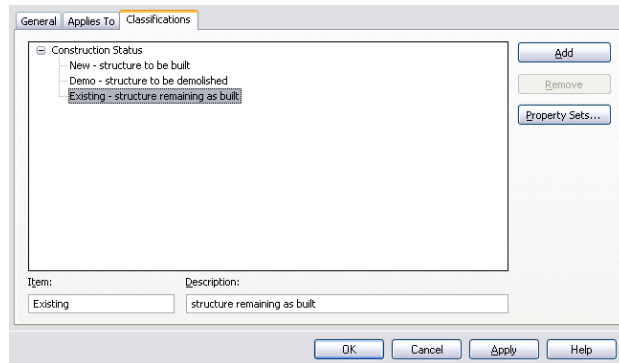 General Applies To Classifications
Construction Status
New - structure to be built
Demo - structure to be demolished
Existing - structure remaining as built
Add
Remove
Property Sets...
Item: Description:
Existing structure remaining as built
OK Cancel Apply Help